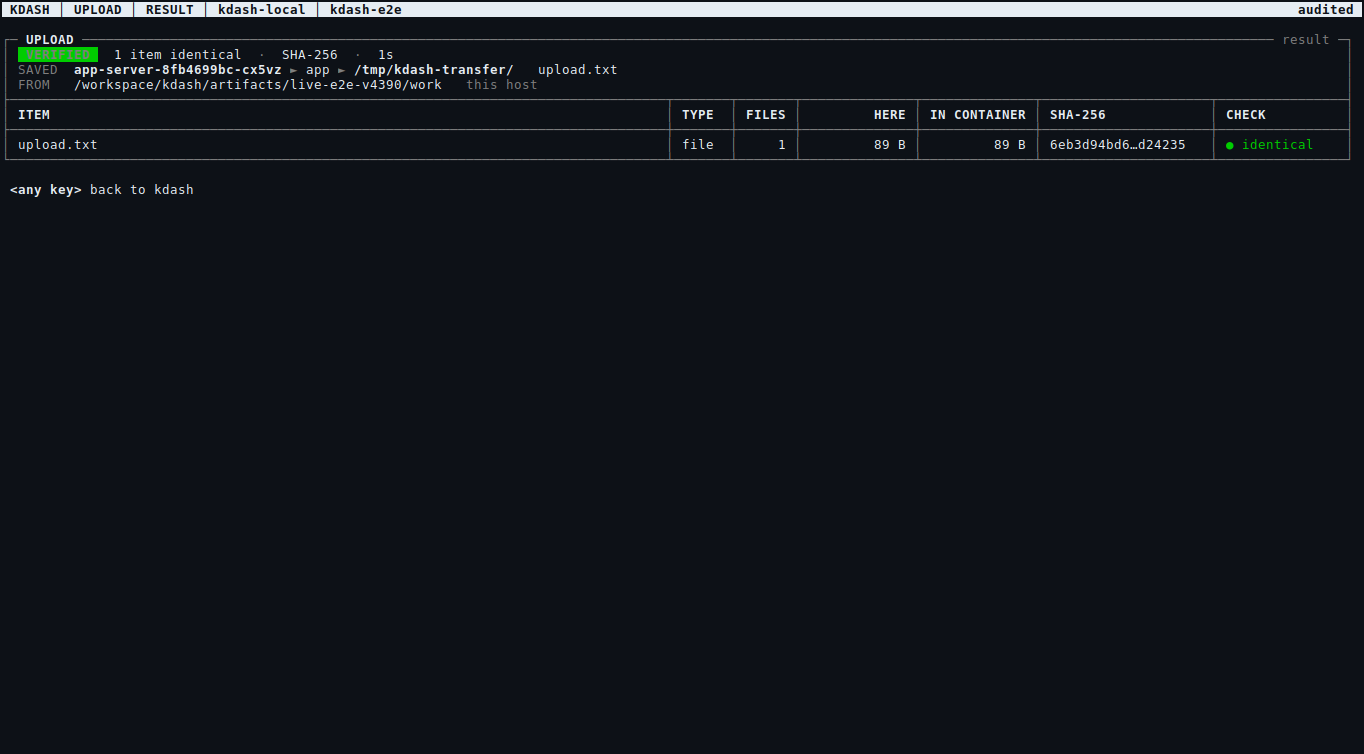 KDASH │ UPLOAD │ RESULT │ kdash-local │ kdash-e2e audited
UPLOAD result
VERIFIED 1 item identical · SHA-256 · 1s
SAVED app-server-8fb4699bc-cx5vz ► app ► /tmp/kdash-transfer/ upload.txt
FROM /workspace/kdash/artifacts/live-e2e-v4390/work this host
ITEM │ TYPE │ FILES │ HERE │ IN CONTAINER │ SHA-256 │ CHECK
upload.txt │ file │ 1 │ 89 B │ 89 B │ 6eb3d94bd6…d24235 │ ● identical
<any key> back to kdash